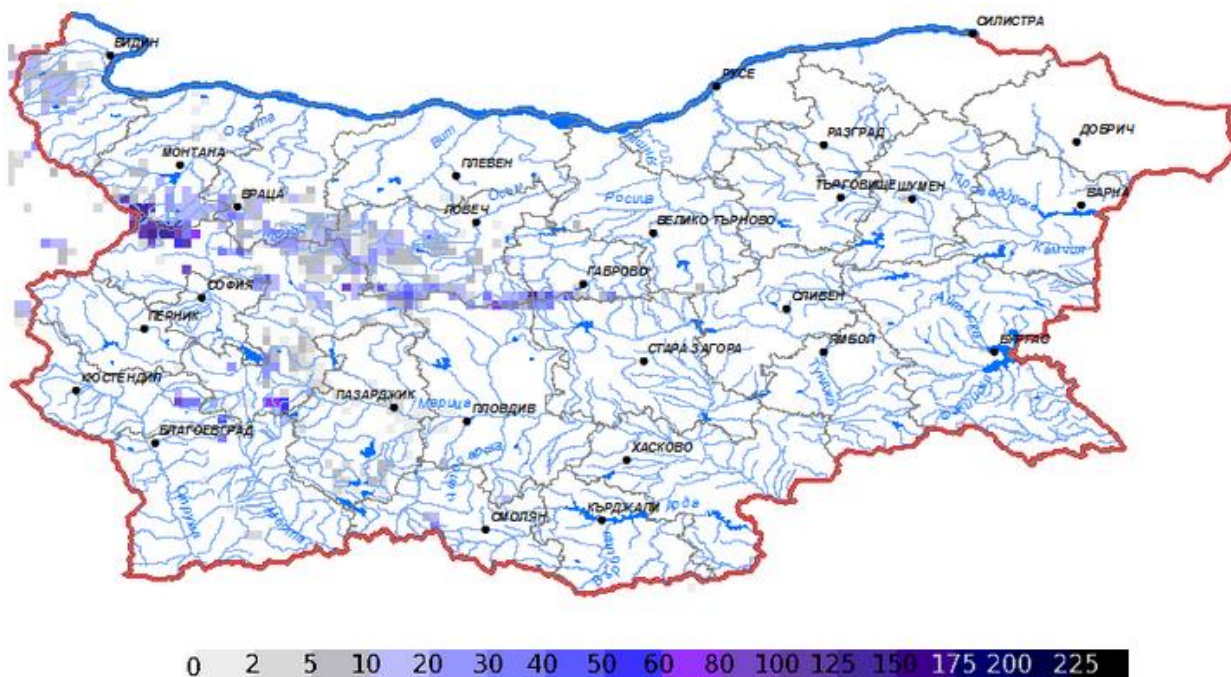 СИЛИСТРА
ВИДИН
РУСЕ
РАЗГРАД
ДОБРИЧ
Огоста
Вит
МОНТАНА
ПЛЕВЕН
ТЪРГОВИЩЕ
ШУМЕН
ВРАЦА
Осъм
ЛОВЕЧ
Росица
ВЕЛИКО ТЪРНОВО
ВАРНА
Камчия
ГАБРОВО
СОФИЯ
СЛИВЕН
ПЕРНИК
СТАРА ЗАГОРА
ЯМБОЛ
БУРГАС
Тунджа
КЮСТЕНДИЛ
ПАЗАРДЖИК
Марица
ПЛОВДИВ
БЛАГОЕВГРАД
ХАСКОВО
Струма
СМОЛЯН
КЪРДЖАЛИ
0 2 5 10 20 30 40 50 60 80 100 125 150 175 200 225